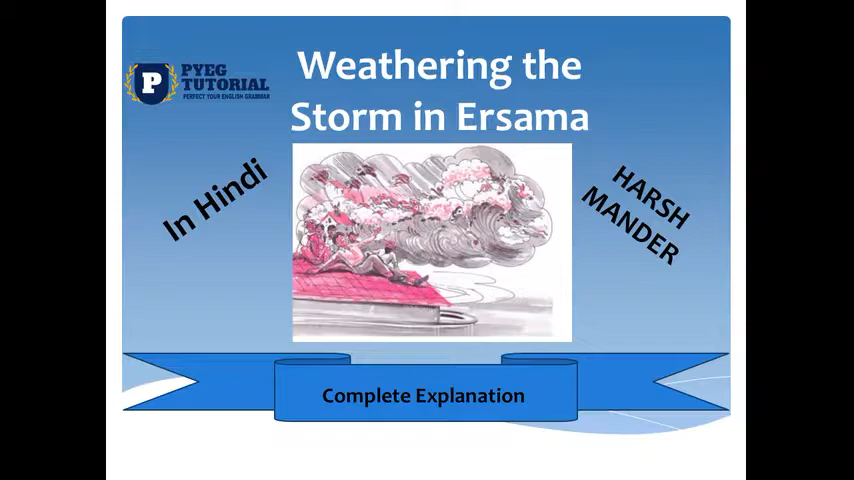 PYEG
TUTORIAL
PERFECT YOUR ENGLISH GRAMMAR
Weathering the
Storm in Ersama
In Hindi
HARSH
MANDER
Complete Explanation